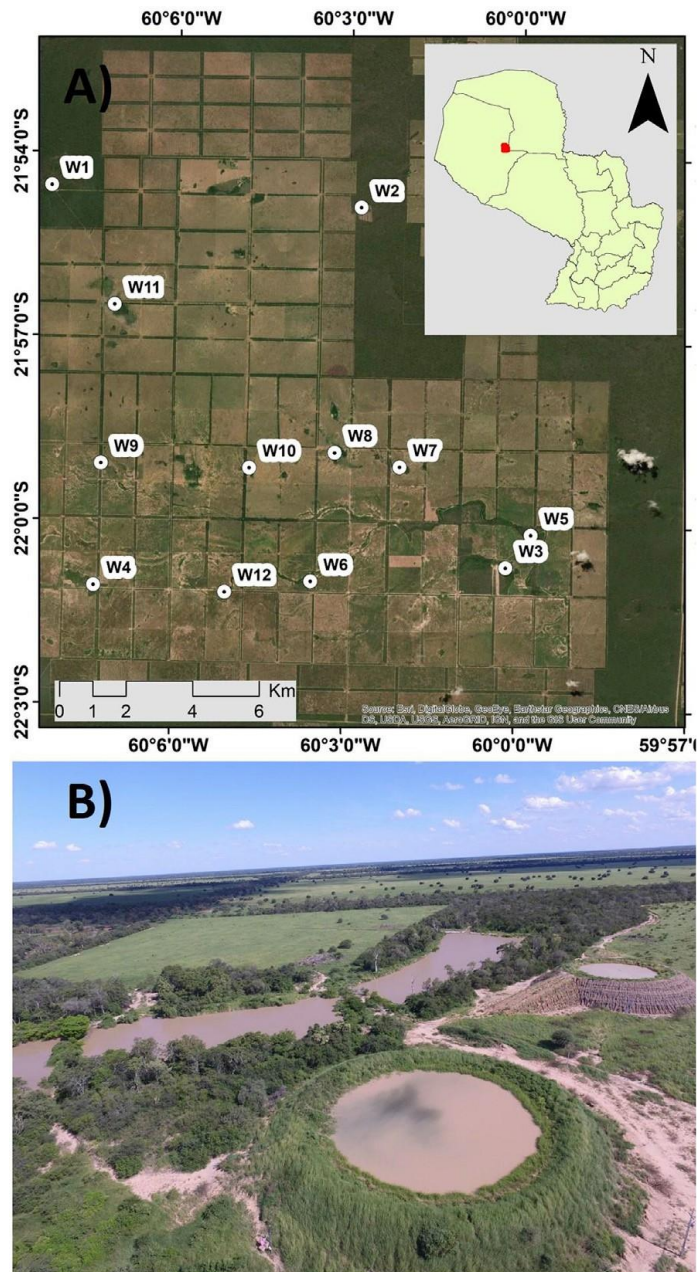 60°6'0"W 60°3'0"W 60°0'0"W
A)
N
21°54'0"S
W1
W2
W11
21°57'0"S
W8
W9
W10
W7
22°0'0"S
W5
W3
W4
W12
W6
Km
0 1 2 4 6
22°3'0"S
Source: Esri, DigitalGlobe, GeoEye, Earthstar Geographics, CNES/Airbus
DS, USDA, USGS, AeroGRID, IGN, and the GIS User Community
60°6'0"W 60°3'0"W 60°0'0"W 59°57'
B)